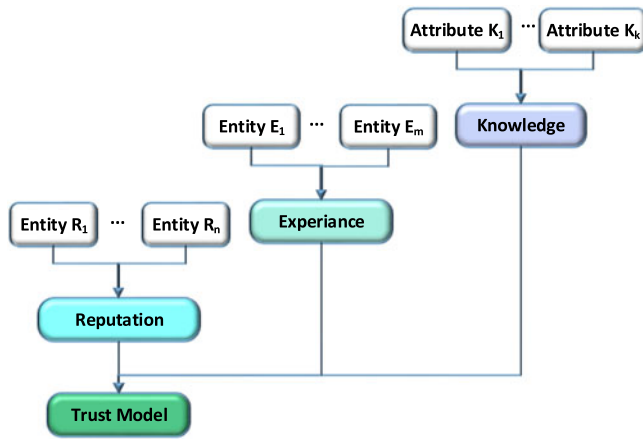 Attribute K1 ... Attribute Kk
Knowledge
Entity E1 ... Entity Em
Experiance
Entity R1 ... Entity Rn
Reputation
Trust Model